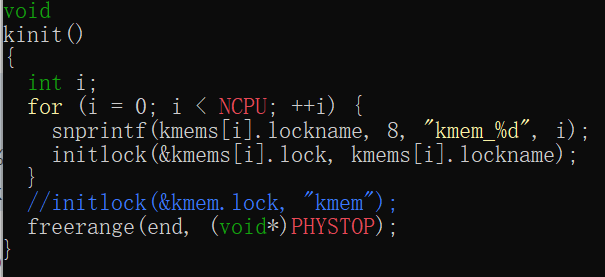 void
kinit()
{
  int i;
  for (i = 0; i < NCPU; ++i) {
    snprintf(kmems[i].lockname, 8, "kmem_%d", i);
    initlock(&kmems[i].lock, kmems[i].lockname);
  }
  //initlock(&kmem.lock, "kmem");
  freerange(end, (void*)PHYSTOP);
}